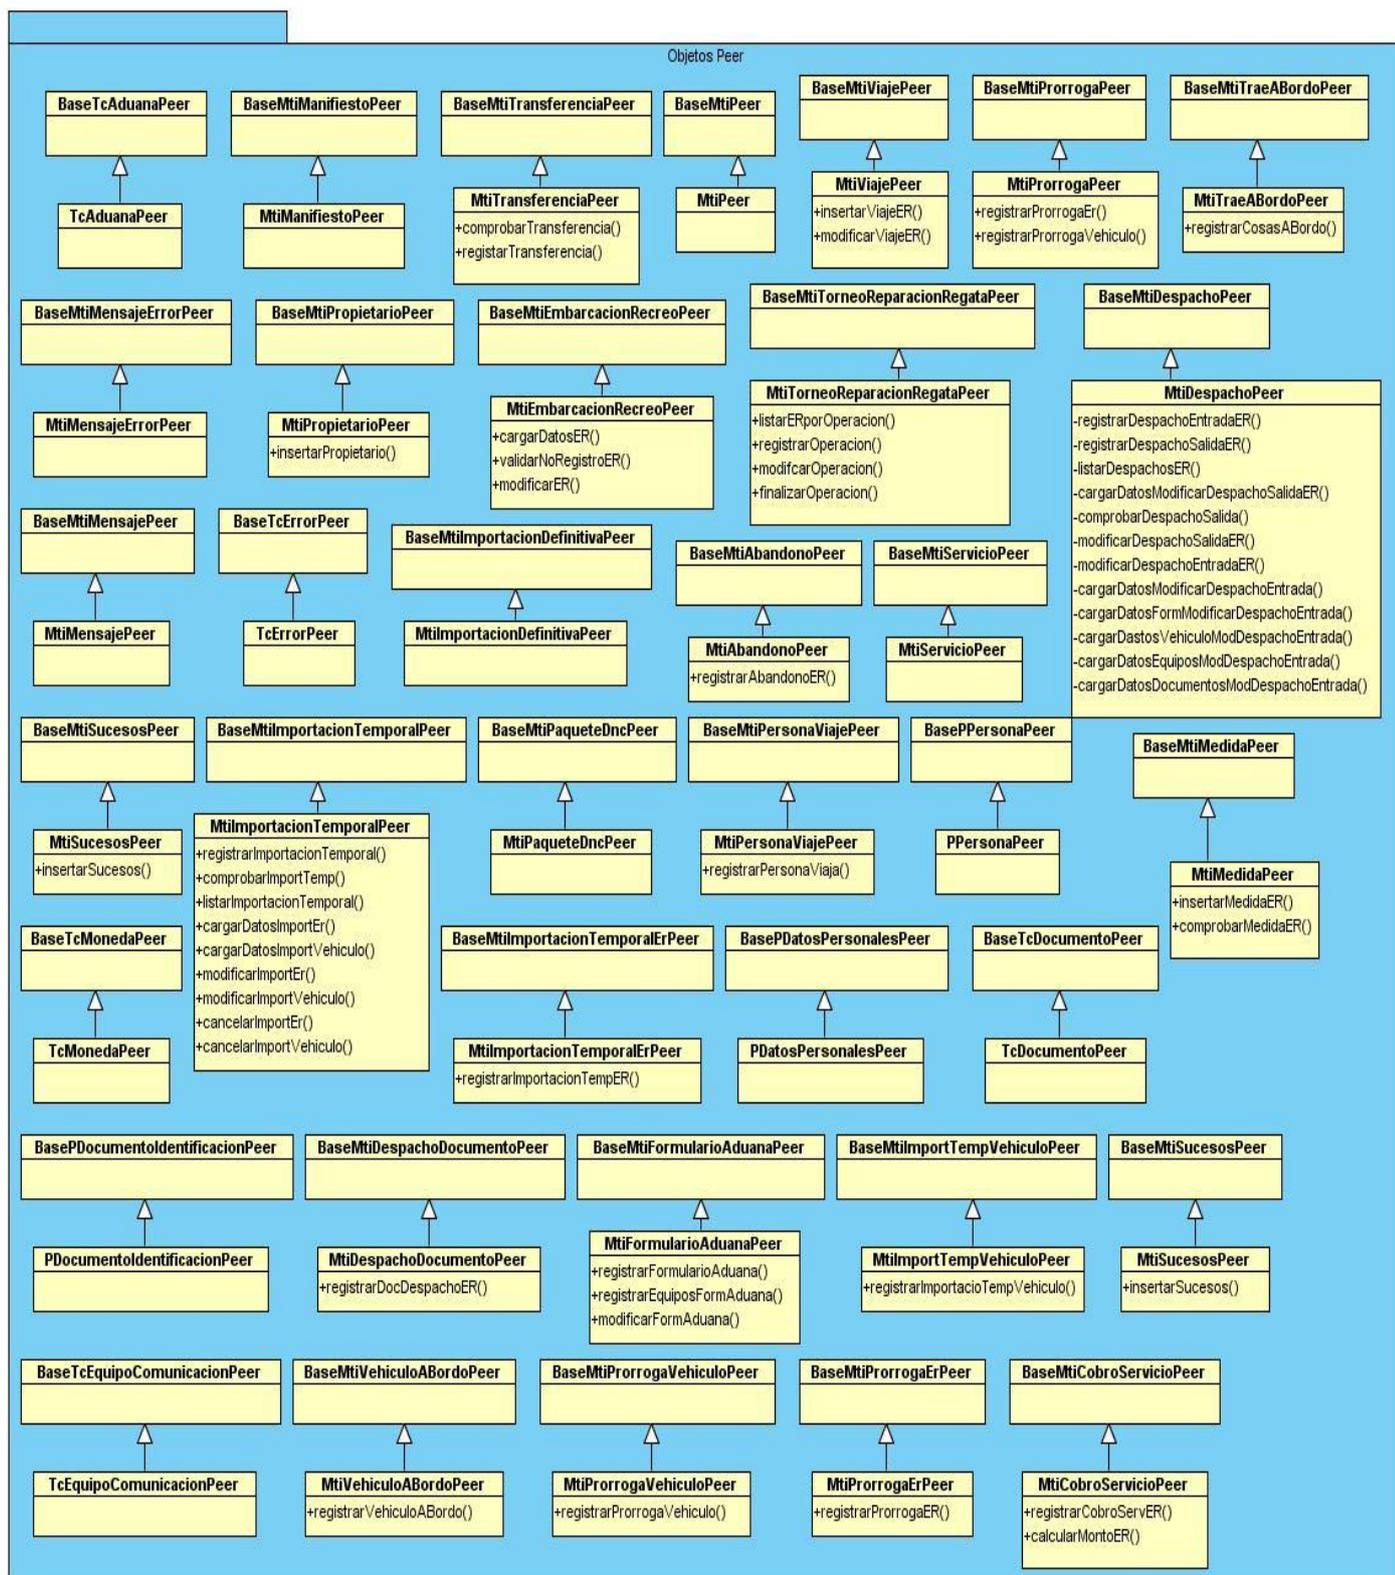 Objetos Peer
BaseTcAduanaPeer
TcAduanaPeer
BaseMtiManifiestoPeer
MtiManifiestoPeer
BaseMtiTransferenciaPeer
MtiTransferenciaPeer
+comprobarTransferencia()
+registarTransferencia()
BaseMtiPeer
MtiPeer
BaseMtiViajePeer
MtiViajePeer
+insertarViajeER()
+modificarViajeER()
BaseMtiProrrogaPeer
MtiProrrogaPeer
+registrarProrrogaEr()
+registrarProrrogaVehiculo()
BaseMtiTraeABordoPeer
MtiTraeABordoPeer
+registrarCosasABordo()
BaseMtiMensajeErrorPeer
MtiMensajeErrorPeer
BaseMtiPropietarioPeer
MtiPropietarioPeer
+insertarPropietario()
BaseMtiEmbarcacionRecreoPeer
MtiEmbarcacionRecreoPeer
+cargarDatosER()
+validarNoRegistroER()
+modificarER()
BaseMtiTorneoReparacionRegataPeer
MtiTorneoReparacionRegataPeer
+listarERporOperacion()
+registrarOperacion()
+modifcarOperacion()
+finalizarOperacion()
BaseMtiDespachoPeer
MtiDespachoPeer
-registrarDespachoEntradaER()
-registrarDespachoSalidaER()
-listarDespachosER()
-cargarDatosModificarDespachoSalidaER()
-comprobarDespachoSalida()
-modificarDespachoSalidaER()
-modificarDespachoEntradaER()
-cargarDatosModificarDespachoEntrada()
-cargarDatosFormModificarDespachoEntrada()
-cargarDastosVehiculoModDespachoEntrada()
-cargarDatosEquiposModDespachoEntrada()
-cargarDatosDocumentosModDespachoEntrada()
BaseMtiMensajePeer
MtiMensajePeer
BaseTcErrorPeer
TcErrorPeer
BaseMtiImportacionDefinitivaPeer
MtiImportacionDefinitivaPeer
BaseMtiAbandonoPeer
MtiAbandonoPeer
+registrarAbandonoER()
BaseMtiServicioPeer
MtiServicioPeer
BaseMtiSucesosPeer
MtiSucesosPeer
+insertarSucesos()
BaseMtiImportacionTemporalPeer
MtiImportacionTemporalPeer
+registrarImportacionTemporal()
+comprobarImportTemp()
+listarImportacionTemporal()
+cargarDatosImportEr()
+cargarDatosImportVehiculo()
+modificarImportEr()
+modificarImportVehiculo()
+cancelarImportEr()
+cancelarImportVehiculo()
BaseMtiPaqueteDncPeer
MtiPaqueteDncPeer
BaseMtiPersonaViajePeer
MtiPersonaViajePeer
+registrarPersonaViaja()
BasePPersonaPeer
PPersonaPeer
BaseMtiMedidaPeer
MtiMedidaPeer
+insertarMedidaER()
+comprobarMedidaER()
BaseTcMonedaPeer
TcMonedaPeer
BaseMtiImportacionTemporalErPeer
MtiImportacionTemporalErPeer
+registrarImportacionTempER()
BasePDatosPersonalesPeer
PDatosPersonalesPeer
BaseTcDocumentoPeer
TcDocumentoPeer
BasePDocumentoIdentificacionPeer
PDocumentoIdentificacionPeer
BaseMtiDespachoDocumentoPeer
MtiDespachoDocumentoPeer
+registrarDocDespachoER()
BaseMtiFormularioAduanaPeer
MtiFormularioAduanaPeer
+registrarFormularioAduana()
+registrarEquiposFormAduana()
+modificarFormAduana()
BaseMtiImportTempVehiculoPeer
MtiImportTempVehiculoPeer
+registrarImportacioTempVehiculo()
BaseMtiSucesosPeer
MtiSucesosPeer
+insertarSucesos()
BaseTcEquipoComunicacionPeer
TcEquipoComunicacionPeer
BaseMtiVehiculoABordoPeer
MtiVehiculoABordoPeer
+registrarVehiculoABordo()
BaseMtiProrrogaVehiculoPeer
MtiProrrogaVehiculoPeer
+registrarProrrogaVehiculo()
BaseMtiProrrogaErPeer
MtiProrrogaErPeer
+registrarProrrogaER()
BaseMtiCobroServicioPeer
MtiCobroServicioPeer
+registrarCobroServER()
+calcularMontoER()